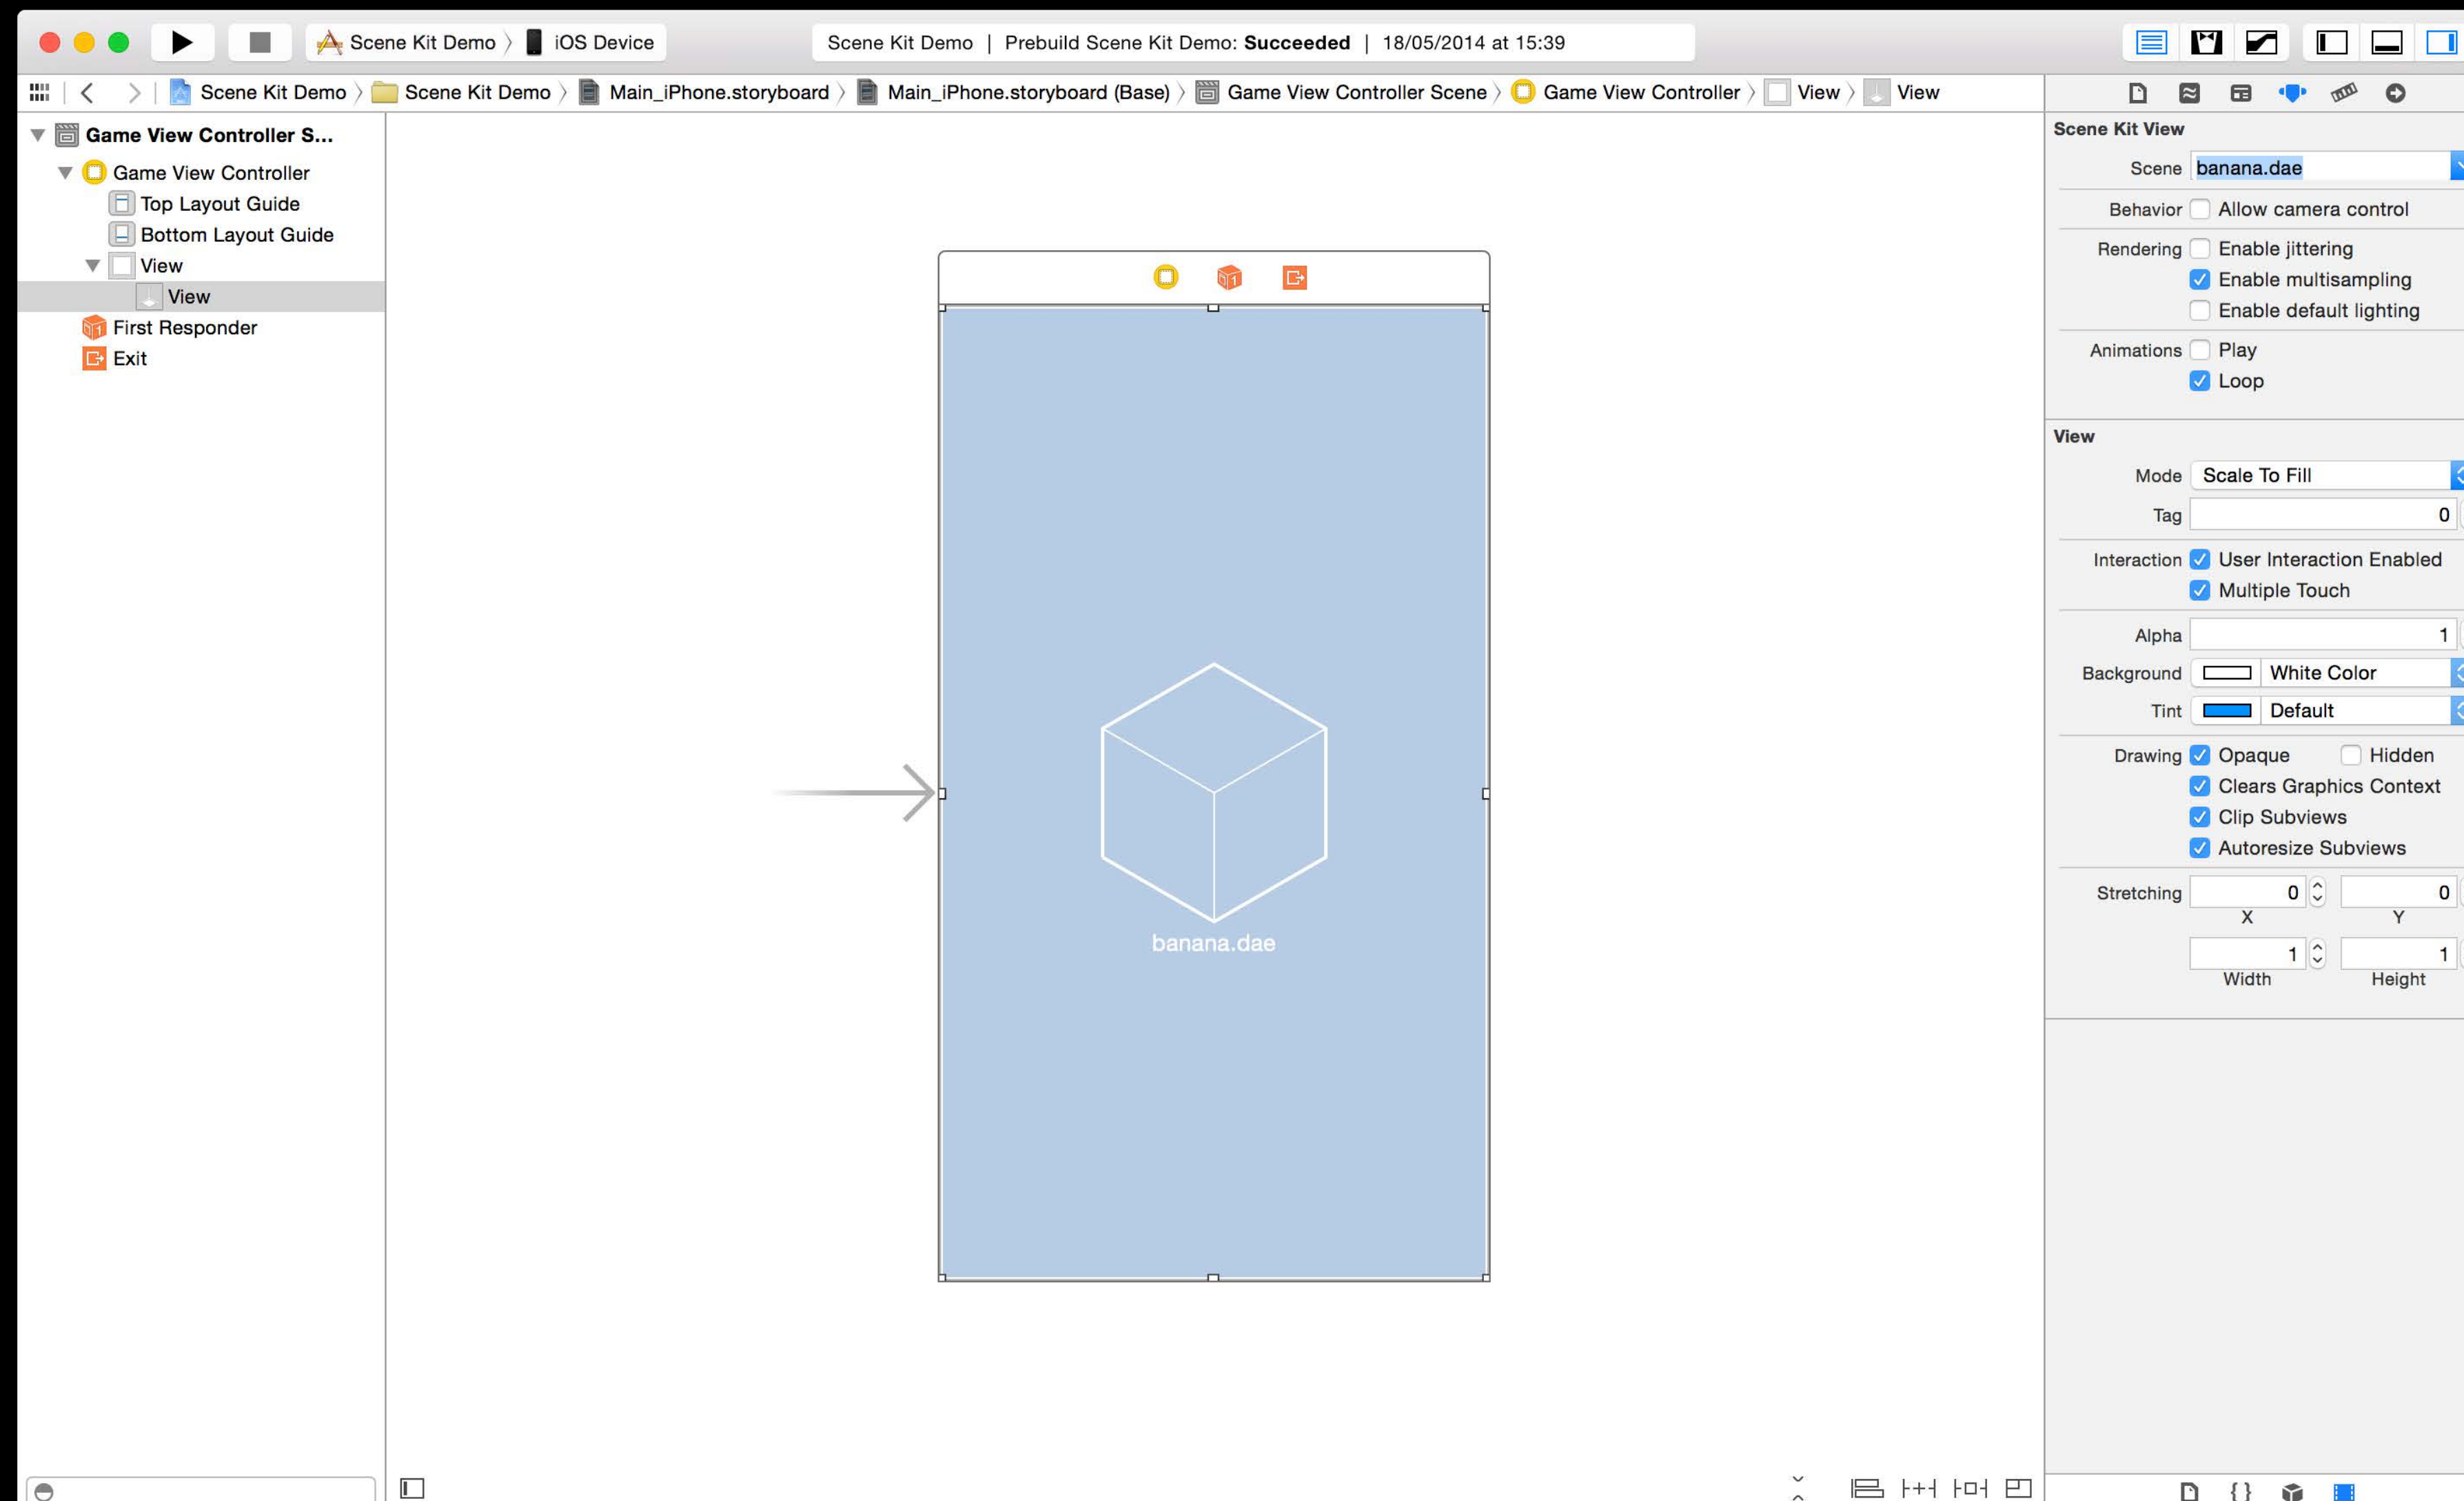 Scene Kit Demo iOS Device
Scene Kit Demo | Prebuild Scene Kit Demo: Succeeded | 18/05/2014 at 15:39
Scene Kit Demo Scene Kit Demo Main_iPhone.storyboard Main_iPhone.storyboard (Base) Game View Controller Scene Game View Controller View View
Game View Controller S...
Game View Controller
Top Layout Guide
Bottom Layout Guide
View
View
First Responder
Exit
banana.dae
Scene Kit View
Scene banana.dae
Behavior Allow camera control
Rendering Enable jittering
Enable multisampling
Enable default lighting
Animations Play
Loop
View
Mode Scale To Fill
Tag 0
Interaction User Interaction Enabled
Multiple Touch
Alpha 1
Background White Color
Tint Default
Drawing Opaque Hidden
Clears Graphics Context
Clip Subviews
Autoresize Subviews
Stretching 0 0
X Y
1 1
Width Height